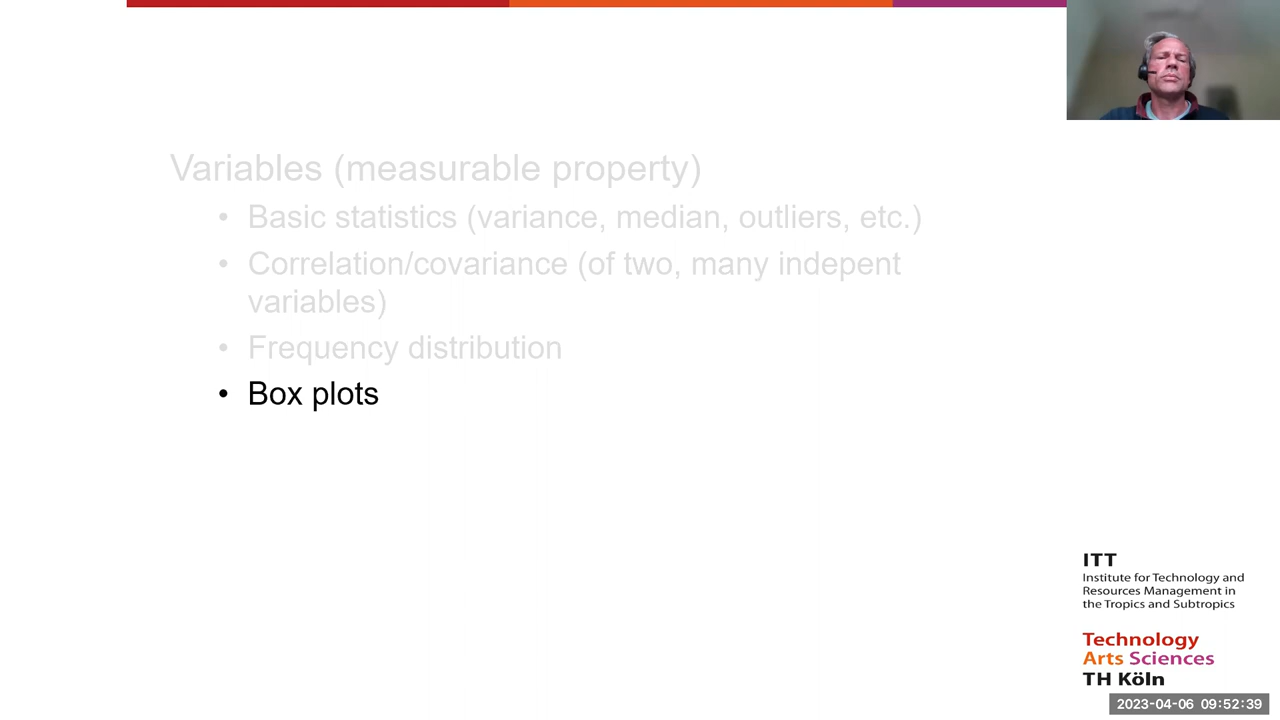 Variables (measurable property)
• Basic statistics (variance, median, outliers, etc.)
• Correlation/covariance (of two, many indepent
variables)
• Frequency distribution
• Box plots
ITT
Institute for Technology and
Resources Management in
the Tropics and Subtropics
Technology
Arts Sciences
TH Köln
2023-04-06 09:52:39